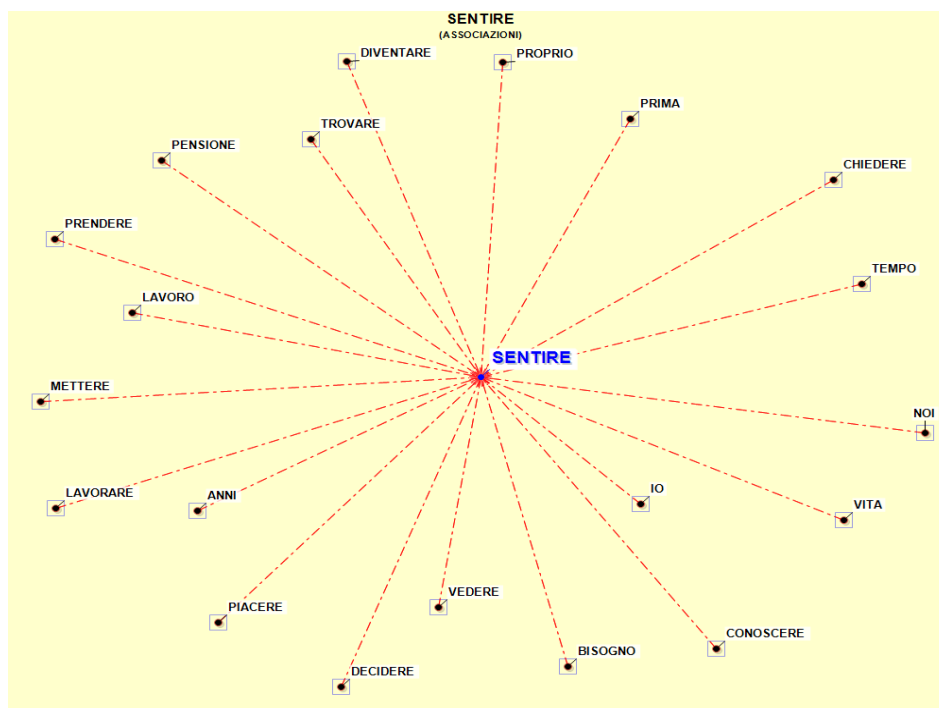 SENTIRE
(ASSOCIAZIONI)
DIVENTARE
PROPRIO
PRIMA
TROVARE
PENSIONE
CHIEDERE
PRENDERE
TEMPO
LAVORO
SENTIRE
METTERE
NOI
LAVORARE
ANNI
IO
VITA
VEDERE
PIACERE
CONOSCERE
BISOGNO
DECIDERE